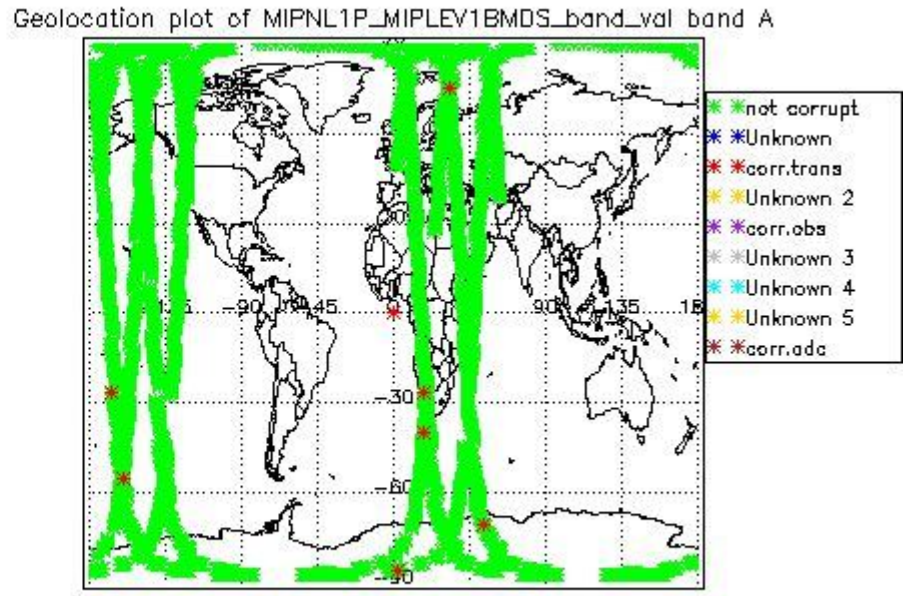 Geolocation plot of MIPNL1P_MIPLEV1BMDS_band_val band A
not corrupt
Unknown
corr.trans
Unknown 2
corr.obs
Unknown 3
Unknown 4
Unknown 5
corr.adc
-90 -45 90 135
-30
-60
-90